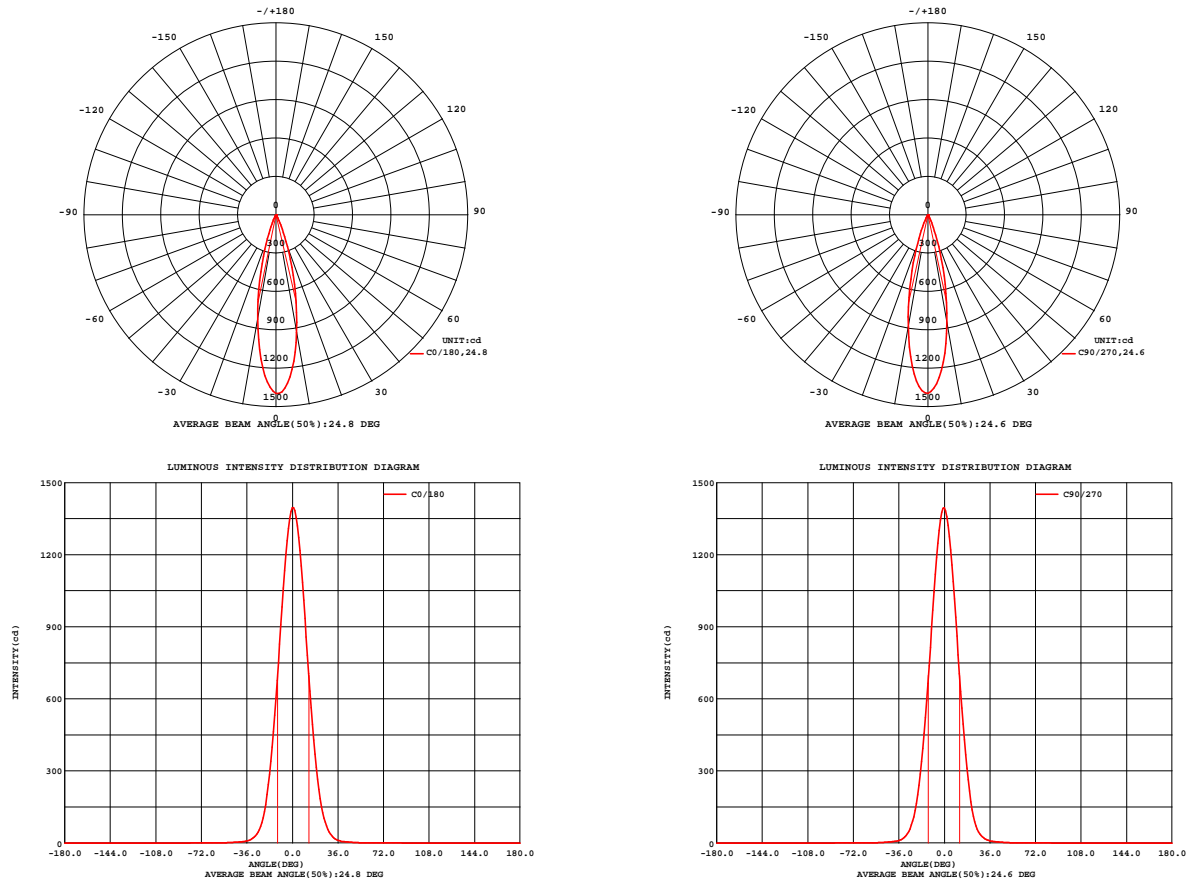 -/+180
-150 150
-120 120
-90 0 90
300
600
-60 900 60
UNIT:cd
1200 C0/180,24.8
-30 1500 30
0
AVERAGE BEAM ANGLE(50%):24.8 DEG
-/+180
-150 150
-120 120
-90 0 90
300
600
-60 900 60
UNIT:cd
1200 C90/270,24.6
-30 1500 30
0
AVERAGE BEAM ANGLE(50%):24.6 DEG
LUMINOUS INTENSITY DISTRIBUTION DIAGRAM
1500
C0/180
1200
900
INTENSITY(cd)
600
300
0
-180.0 -144.0 -108.0 -72.0 -36.0 0.0 36.0 72.0 108.0 144.0 180.0
ANGLE(DEG)
AVERAGE BEAM ANGLE(50%):24.8 DEG
LUMINOUS INTENSITY DISTRIBUTION DIAGRAM
1500
C90/270
1200
900
INTENSITY(cd)
600
300
0
-180.0 -144.0 -108.0 -72.0 -36.0 0.0 36.0 72.0 108.0 144.0 180.0
ANGLE(DEG)
AVERAGE BEAM ANGLE(50%):24.6 DEG